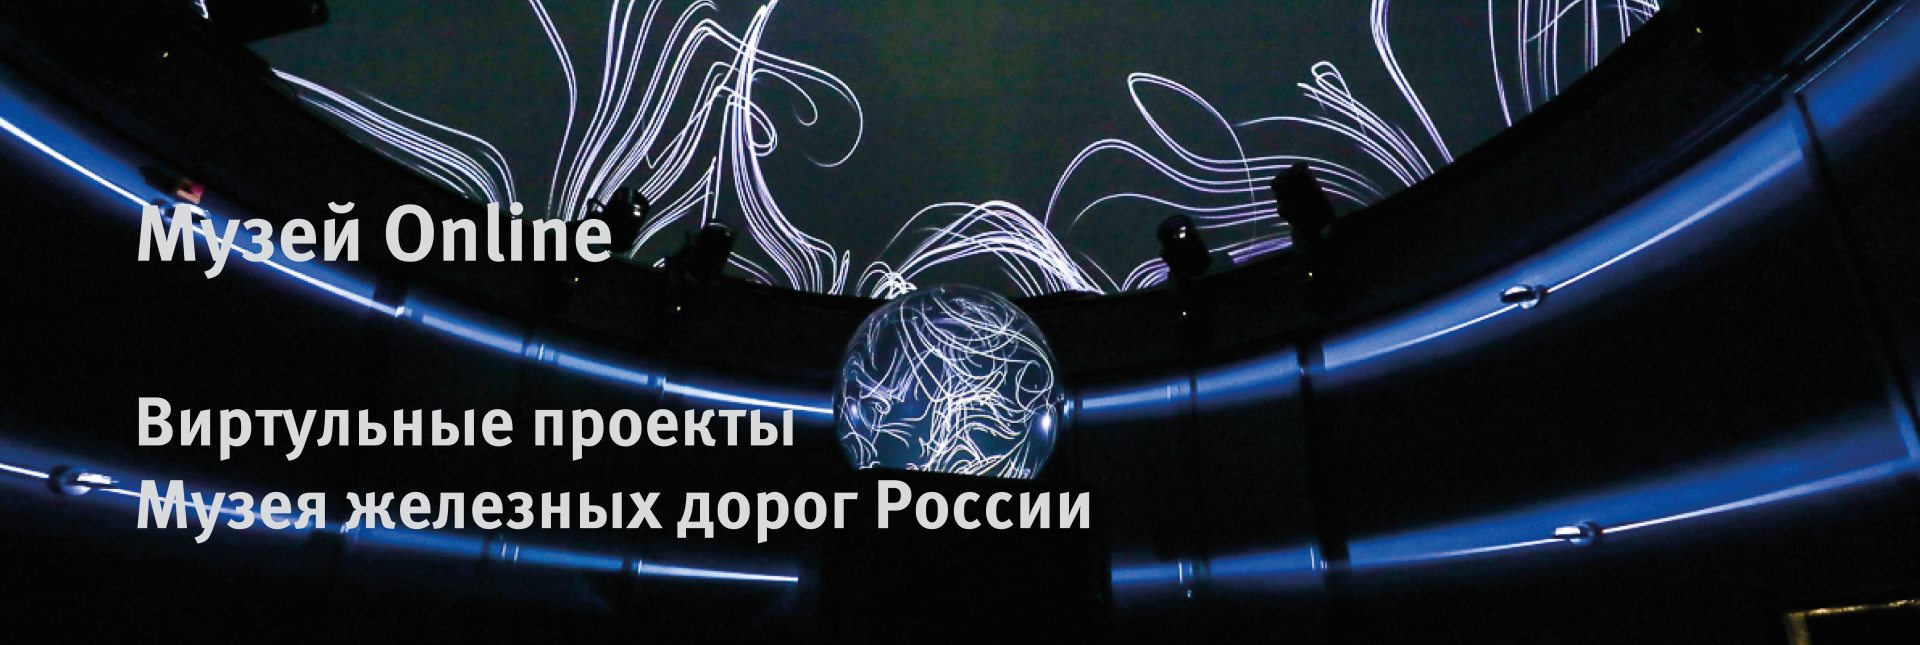 Музей Online
Виртульные проекты
Музея железных дорог России